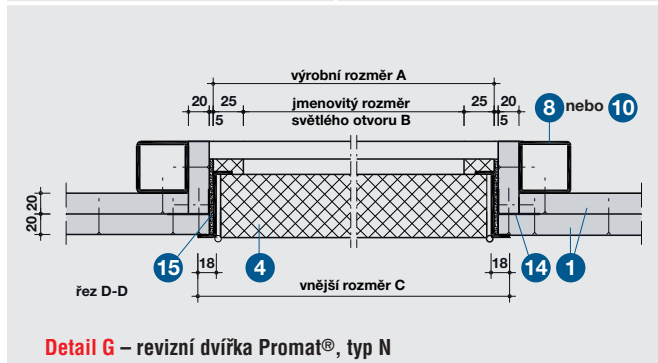 výrobní rozměr A
20 25 jmenovitý rozměr 25 20
5 světlého otvoru B 5
8 nebo 10
20
20
15 4 14 1
18 18
řez D-D vnější rozměr C
Detail G – revizní dvířka Promat®, typ N